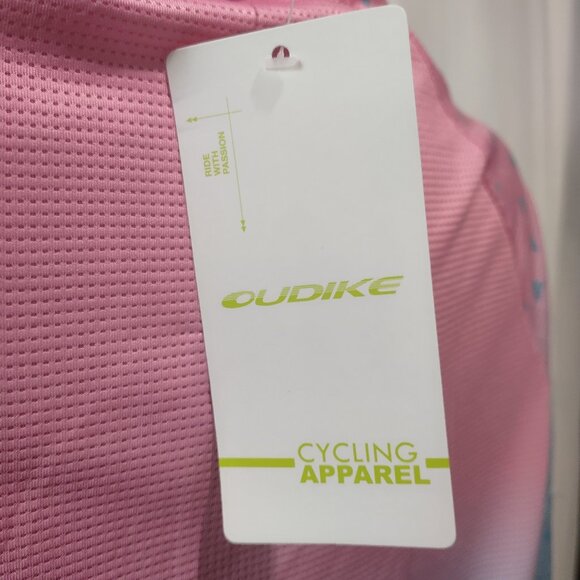 RIDE
WITH
PASSION
OUDIKE
CYCLING
APPAREL